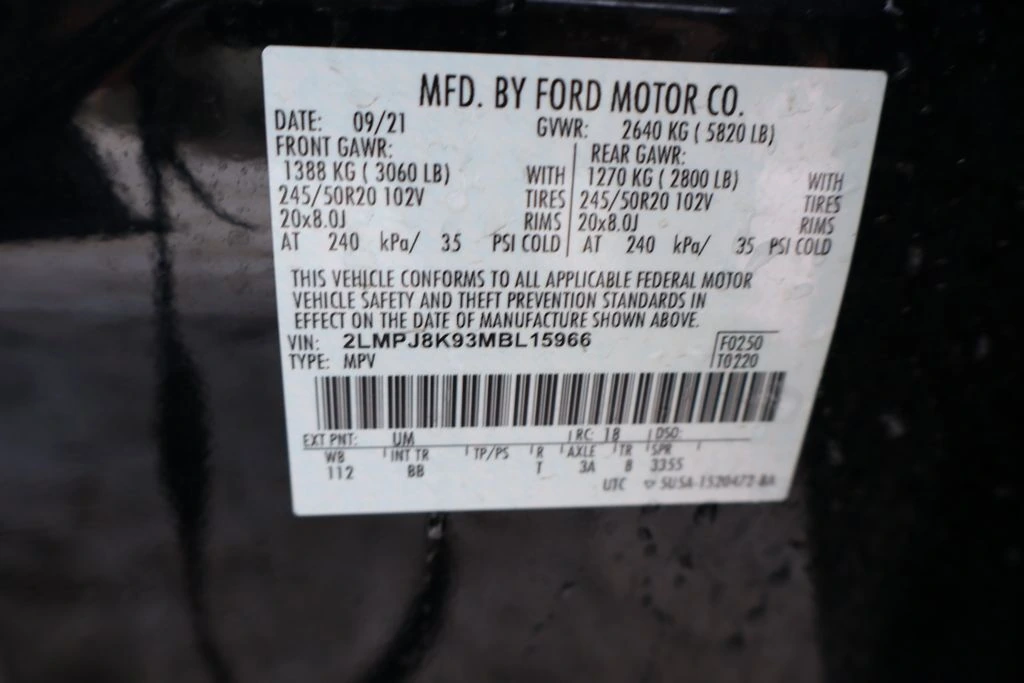 MFD. BY FORD MOTOR CO.
DATE: 09/21 GVWR: 2640 KG ( 5820 LB)
FRONT GAWR: REAR GAWR:
1388 KG ( 3060 LB) WITH 1270 KG ( 2800 LB) WITH
245/50R20 102V TIRES 245/50R20 102V TIRES
20x8.0J RIMS 20x8.0J RIMS
AT 240 kPa/ 35 PSI COLD AT 240 kPa/ 35 PSI COLD
THIS VEHICLE CONFORMS TO ALL APPLICABLE FEDERAL MOTOR
VEHICLE SAFETY AND THEFT PREVENTION STANDARDS IN
EFFECT ON THE DATE OF MANUFACTURE SHOWN ABOVE.
VIN: 2LMPJ8K93MBL15966 F0250
TYPE: MPV T0220
EXT PNT: UM RC: 18 DSO:
WB INT TR TP/PS R AXLE TR SPR
112 BB T 3A 8 3355
UTC 5U5A-1520472-BA